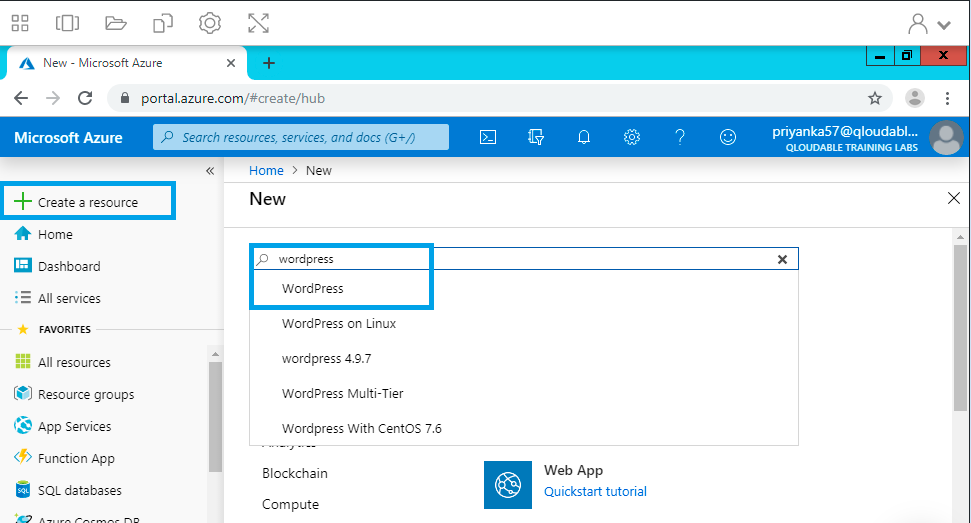 New - Microsoft Azure
portal.azure.com/#create/hub
Microsoft Azure
Search resources, services, and docs (G+/)
priyanka57@qloudabl...
QLOUDABLE TRAINING LABS
Create a resource
Home
Dashboard
All services
FAVORITES
All resources
Resource groups
App Services
Function App
SQL databases
Azure Cosmos DB
Home > New
New
wordpress
WordPress
WordPress on Linux
wordpress 4.9.7
WordPress Multi-Tier
Wordpress With CentOS 7.6
Analytics
Blockchain
Compute
Web App
Quickstart tutorial